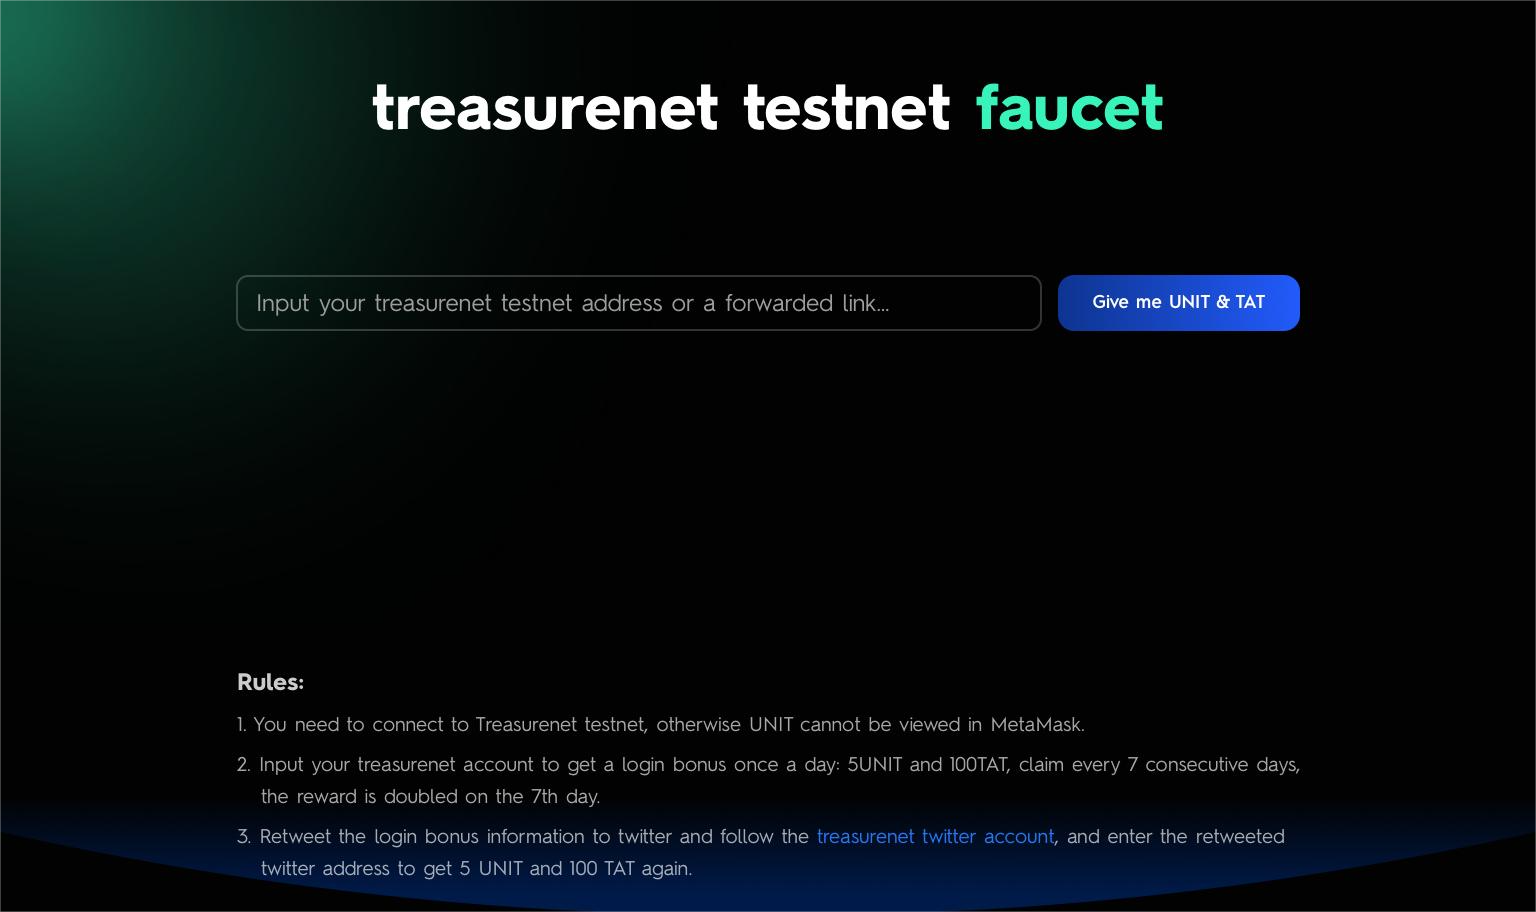 treasurenet testnet faucet
Input your treasurenet testnet address or a forwarded link...
Give me UNIT & TAT
Rules:
1. You need to connect to Treasurenet testnet, otherwise UNIT cannot be viewed in MetaMask.
2. Input your treasurenet account to get a login bonus once a day: 5UNIT and 100TAT, claim every 7 consecutive days,
the reward is doubled on the 7th day.
3. Retweet the login bonus information to twitter and follow the treasurenet twitter account, and enter the retweeted
twitter address to get 5 UNIT and 100 TAT again.